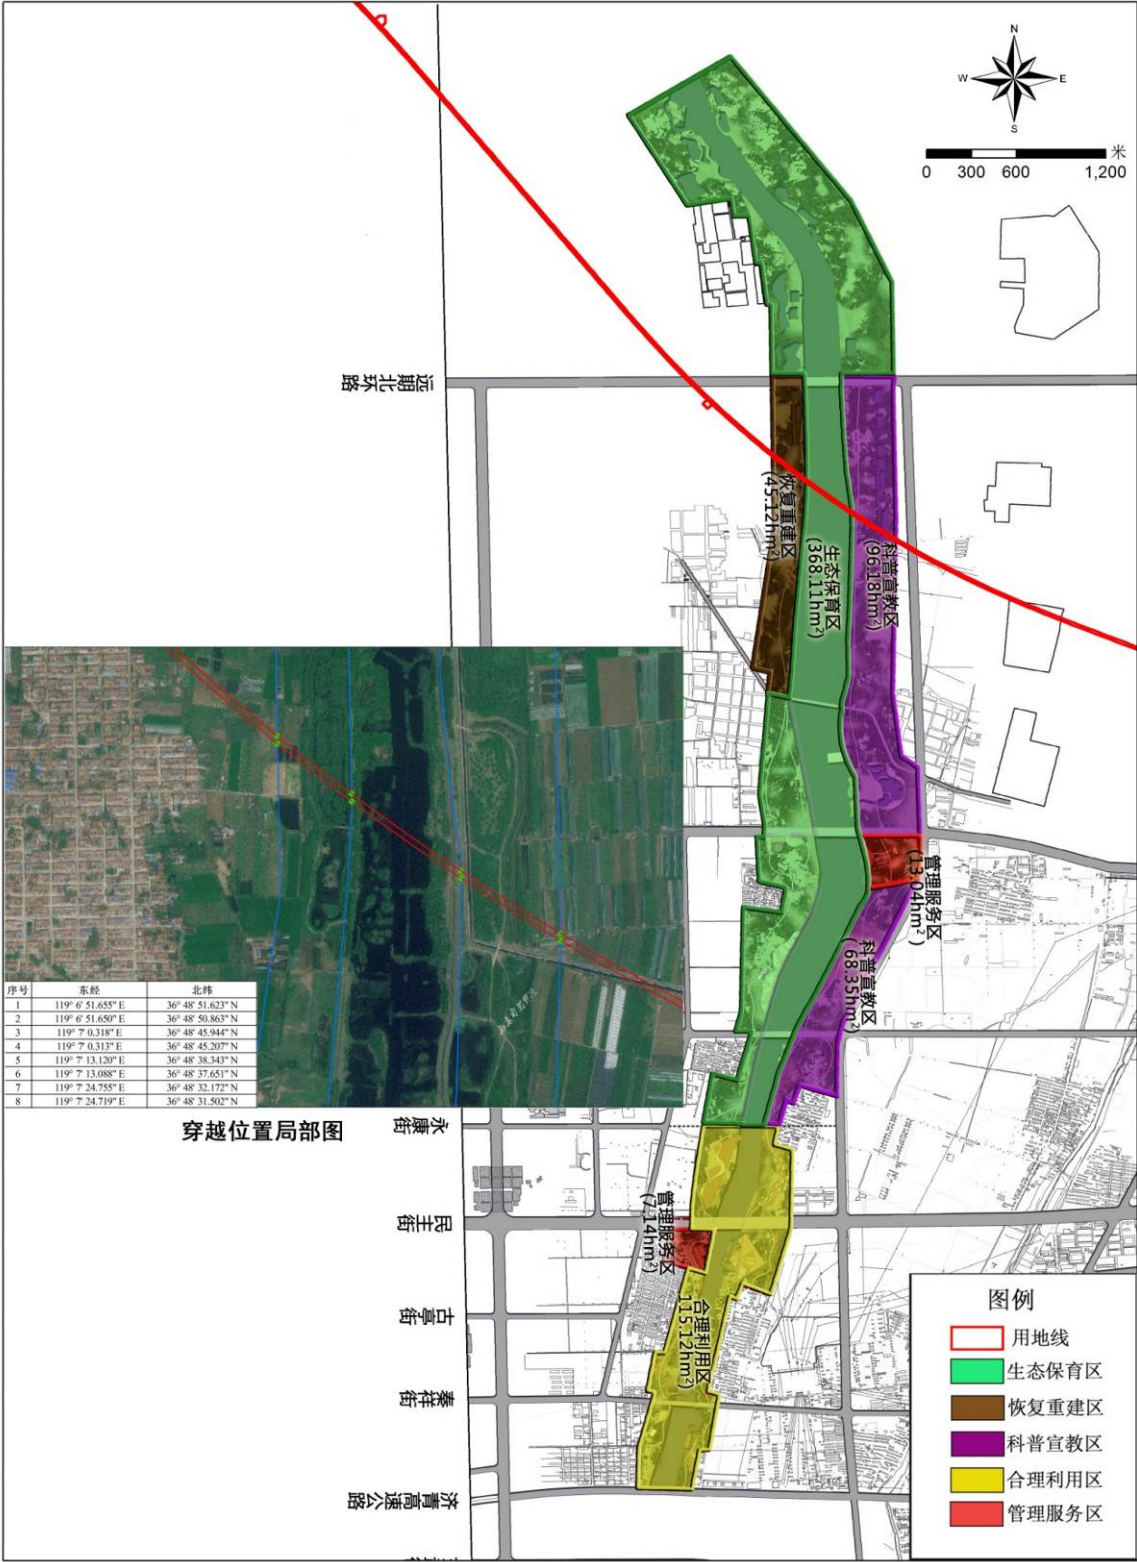 N
W
E
S
米
0 300 600 1,200
远期北环路
恢复重建区
(45.12hm²)
生态保育区
(368.11hm²)
科普宣教区
(96.18hm²)
管理服务区
(13.04hm²)
科普宣教区
(68.35hm²)
序号 东经 北纬
1 119° 6' 51.655" E 36° 48' 51.623" N
2 119° 6' 51.650" E 36° 48' 50.863" N
3 119° 7' 0.318" E 36° 48' 45.944" N
4 119° 7' 0.313" E 36° 48' 45.207" N
5 119° 7' 13.120" E 36° 48' 38.343" N
6 119° 7' 13.088" E 36° 48' 37.651" N
7 119° 7' 24.755" E 36° 48' 32.172" N
8 119° 7' 24.719" E 36° 48' 31.502" N
穿越位置局部图
永康街
民主街
管理服务区
(7.14hm²)
古亭街
合理利用区
115.12hm²)
泰祥街
济青高速公路
图例
用地线
生态保育区
恢复重建区
科普宣教区
合理利用区
管理服务区